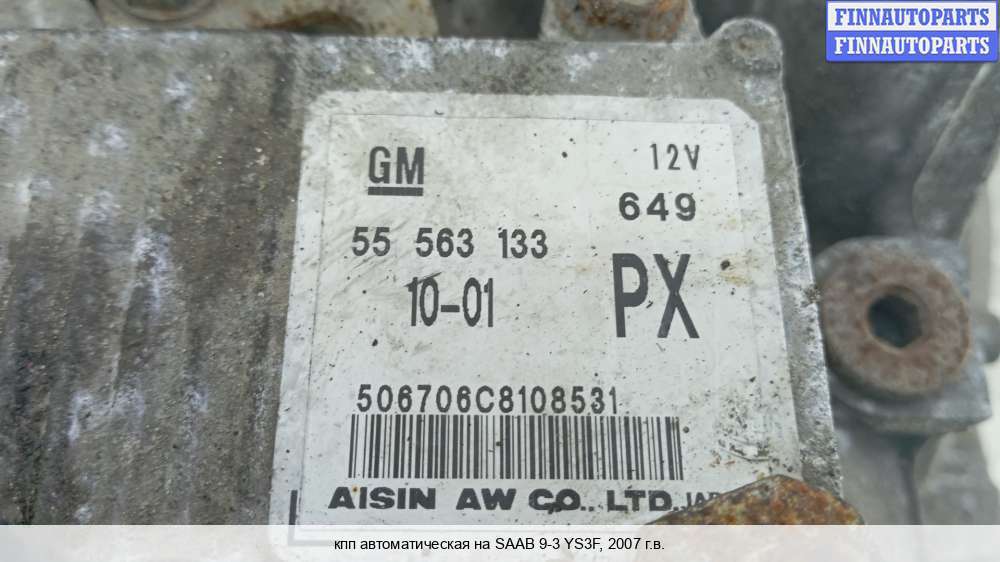 FINNAUTOPARTS
FINNAUTOPARTS
GM
12V
649
55 563 133
10-01
PX
506706C8108531
AISIN AW CO., LTD.
кпп автоматическая на SAAB 9-3 YS3F, 2007 г.в.